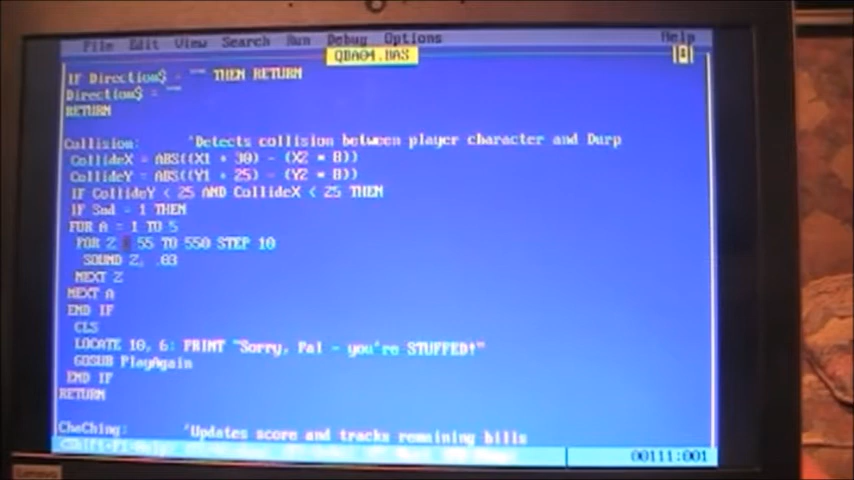 File Edit View Search Run Debug Options Help
QBA04.BAS
IF Direction$ = "" THEN RETURN
Direction$ = ""
RETURN
Collision: 'Detects collision between player character and Durp
CollideX = ABS((X1 + 30) - (X2 * 8))
CollideY = ABS((Y1 + 25) - (Y2 * 8))
IF CollideY < 25 AND CollideX < 25 THEN
IF Snd = 1 THEN
FOR A = 1 TO 5
FOR Z = 55 TO 550 STEP 10
SOUND Z, .03
NEXT Z
NEXT A
END IF
CLS
LOCATE 10, 6: PRINT "Sorry, Pal - you're STUFFED!"
GOSUB PlayAgain
END IF
RETURN
ChaChing: 'Updates score and tracks remaining bills
<Shift+F1=Help> 00111:001
Lenovo